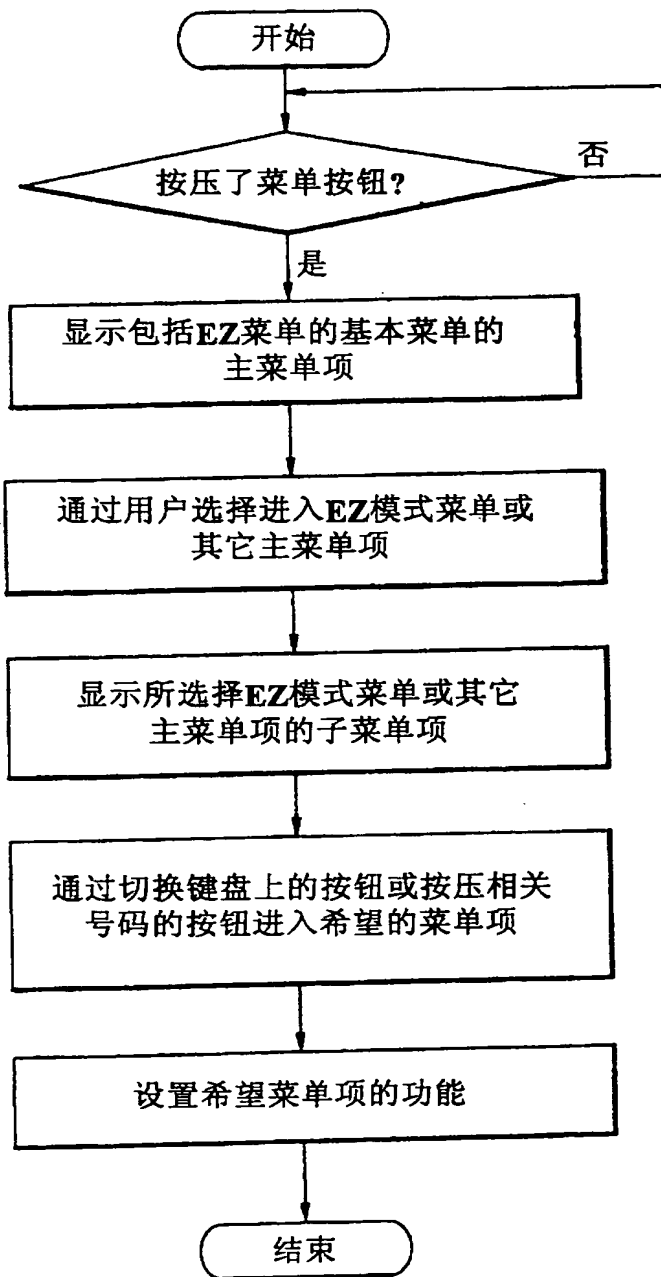 开始
按压了菜单按钮?
否
是
显示包括EZ菜单的基本菜单的
主菜单项
通过用户选择进入EZ模式菜单或
其它主菜单项
显示所选择EZ模式菜单或其它
主菜单项的子菜单项
通过切换键盘上的按钮或按压相关
号码的按钮进入希望的菜单项
设置希望菜单项的功能
结束